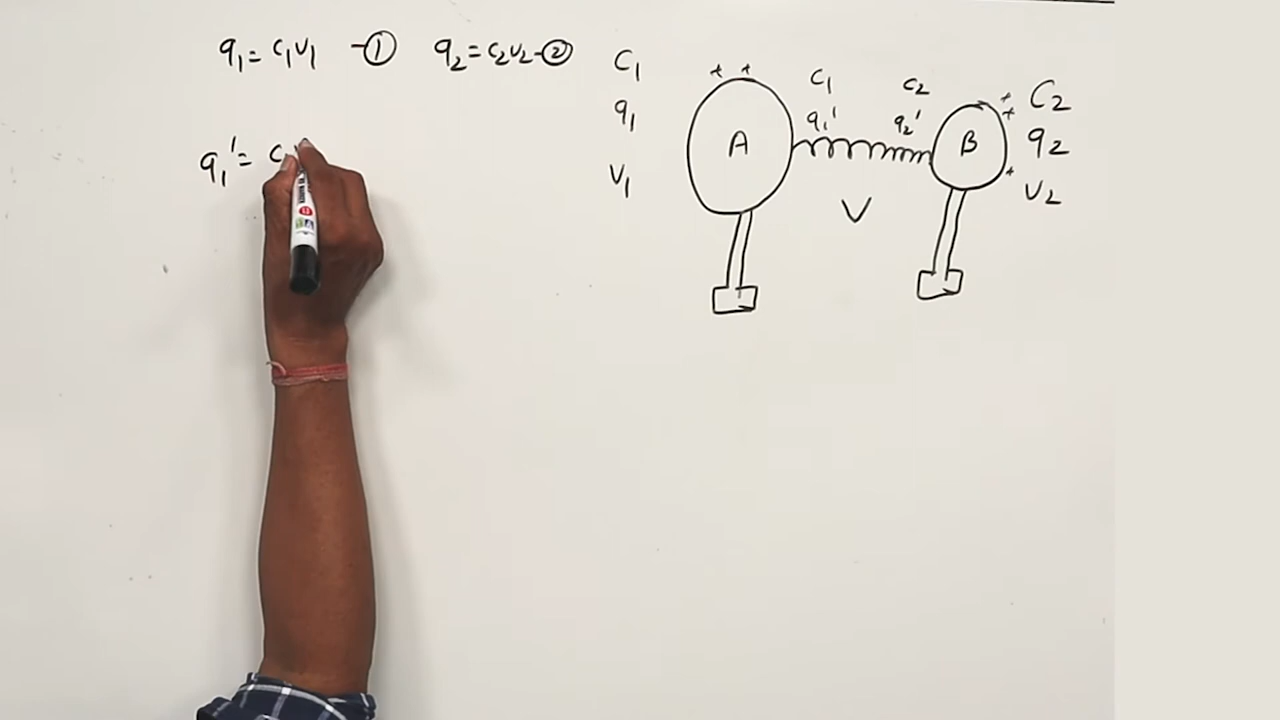 q₁ = c₁v₁ –① q₂ = c₂v₂ –②
q₁' = c
C₁
q₁
V₁
+ +
A
c₁
q₁'
c₂
q₂'
V
B
+ +
+
C₂
q₂
V₂